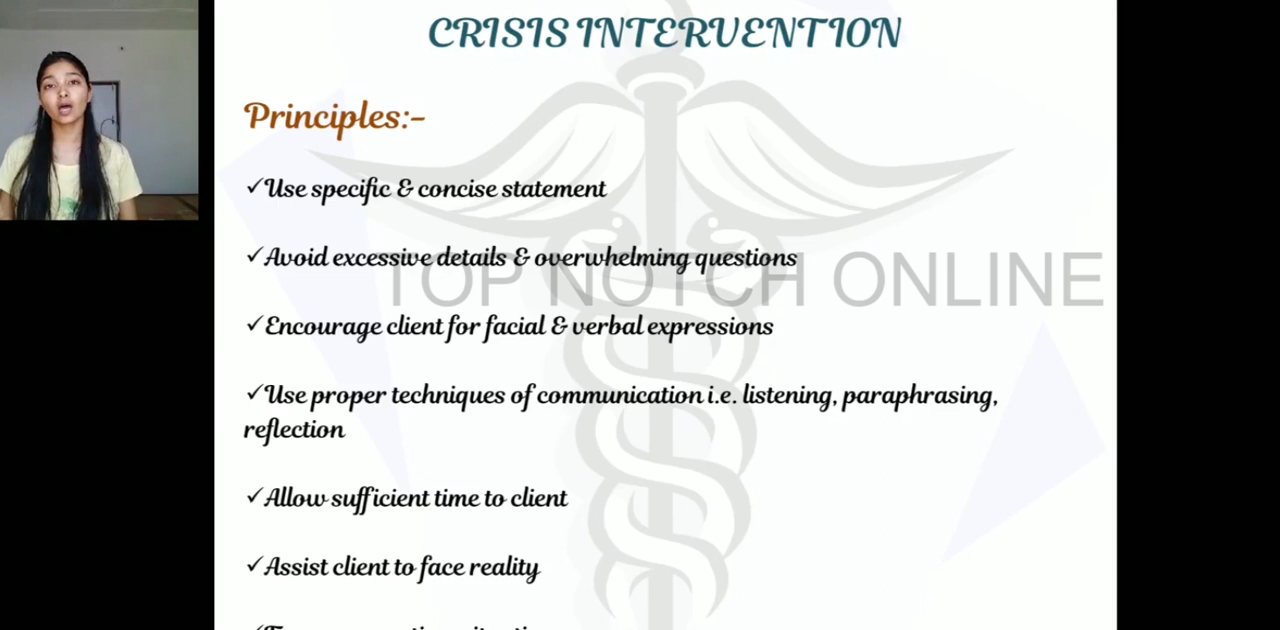 CRISIS INTERVENTION
Principles:-
✓Use specific & concise statement
✓Avoid excessive details & overwhelming questions
TOP NOTCH ONLINE
✓Encourage client for facial & verbal expressions
✓Use proper techniques of communication i.e. listening, paraphrasing,
reflection
✓Allow sufficient time to client
✓Assist client to face reality